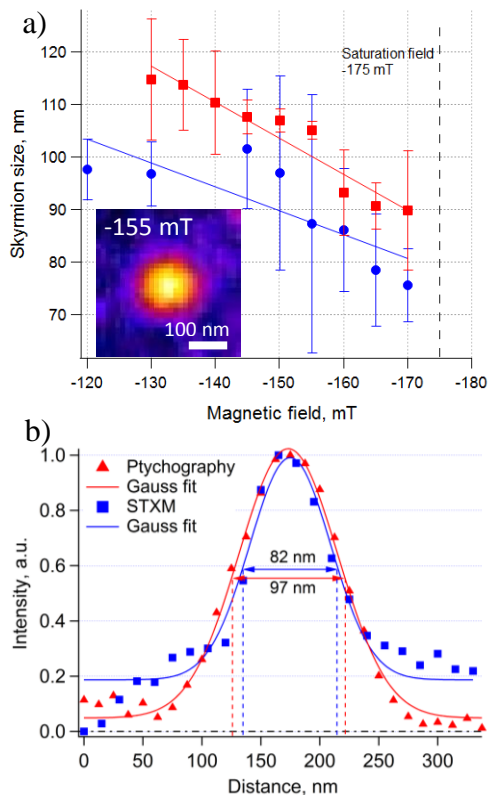 a)
120
110
100
90
80
70
Skyrmion size, nm
Saturation field
-175 mT
-155 mT
100 nm
-120 -130 -140 -150 -160 -170 -180
Magnetic field, mT
b)
1.0
0.8
0.6
0.4
0.2
0.0
Intensity, a.u.
Ptychography
Gauss fit
STXM
Gauss fit
82 nm
97 nm
0 50 100 150 200 250 300
Distance, nm